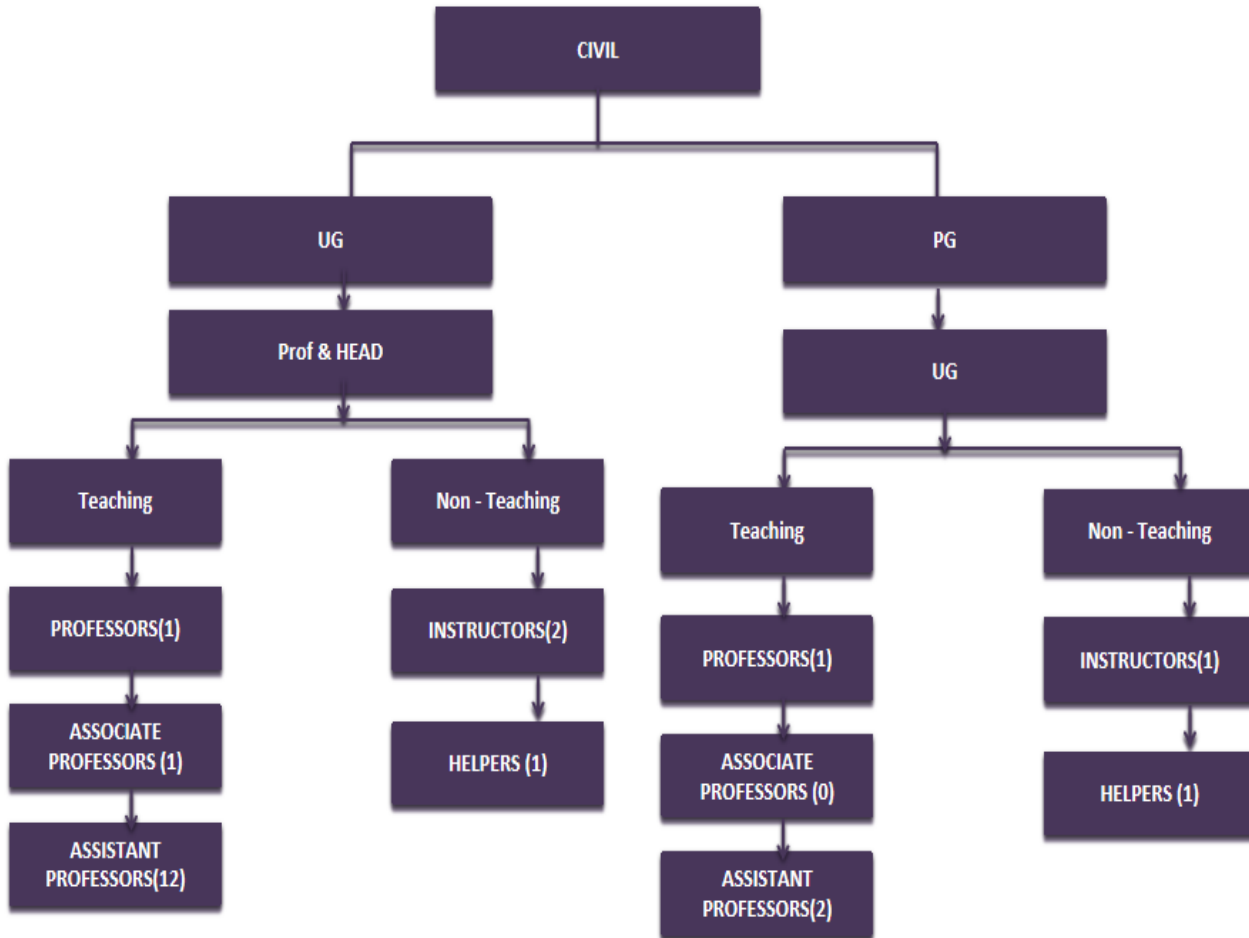 CIVIL
UG
PG
Prof & HEAD
UG
Teaching
Non - Teaching
Teaching
Non - Teaching
PROFESSORS(1)
INSTRUCTORS(2)
PROFESSORS(1)
INSTRUCTORS(1)
ASSOCIATE
PROFESSORS (1)
HELPERS (1)
ASSOCIATE
PROFESSORS (0)
HELPERS (1)
ASSISTANT
PROFESSORS(12)
ASSISTANT
PROFESSORS(2)